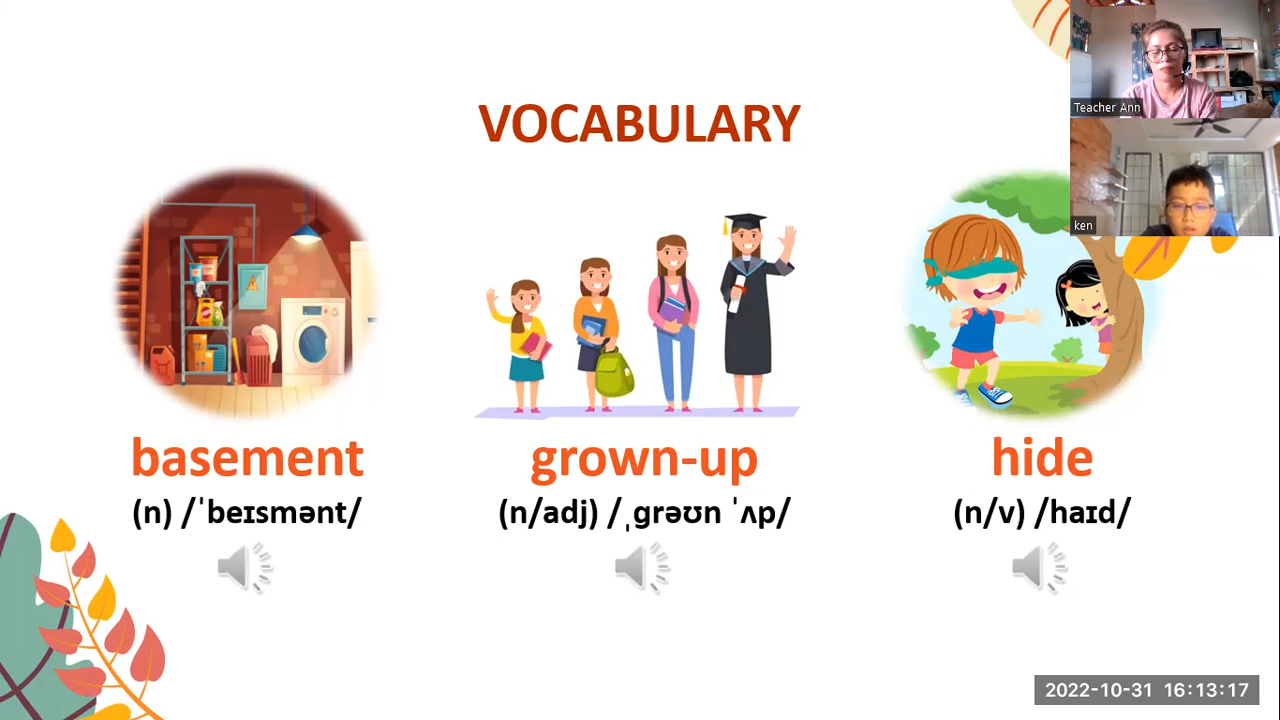 VOCABULARY
Teacher Ann
ken
basement
(n) /ˈbeɪsmənt/
grown-up
(n/adj) /ˌɡrəʊn ˈʌp/
hide
(n/v) /haɪd/
2022-10-31 16:13:17